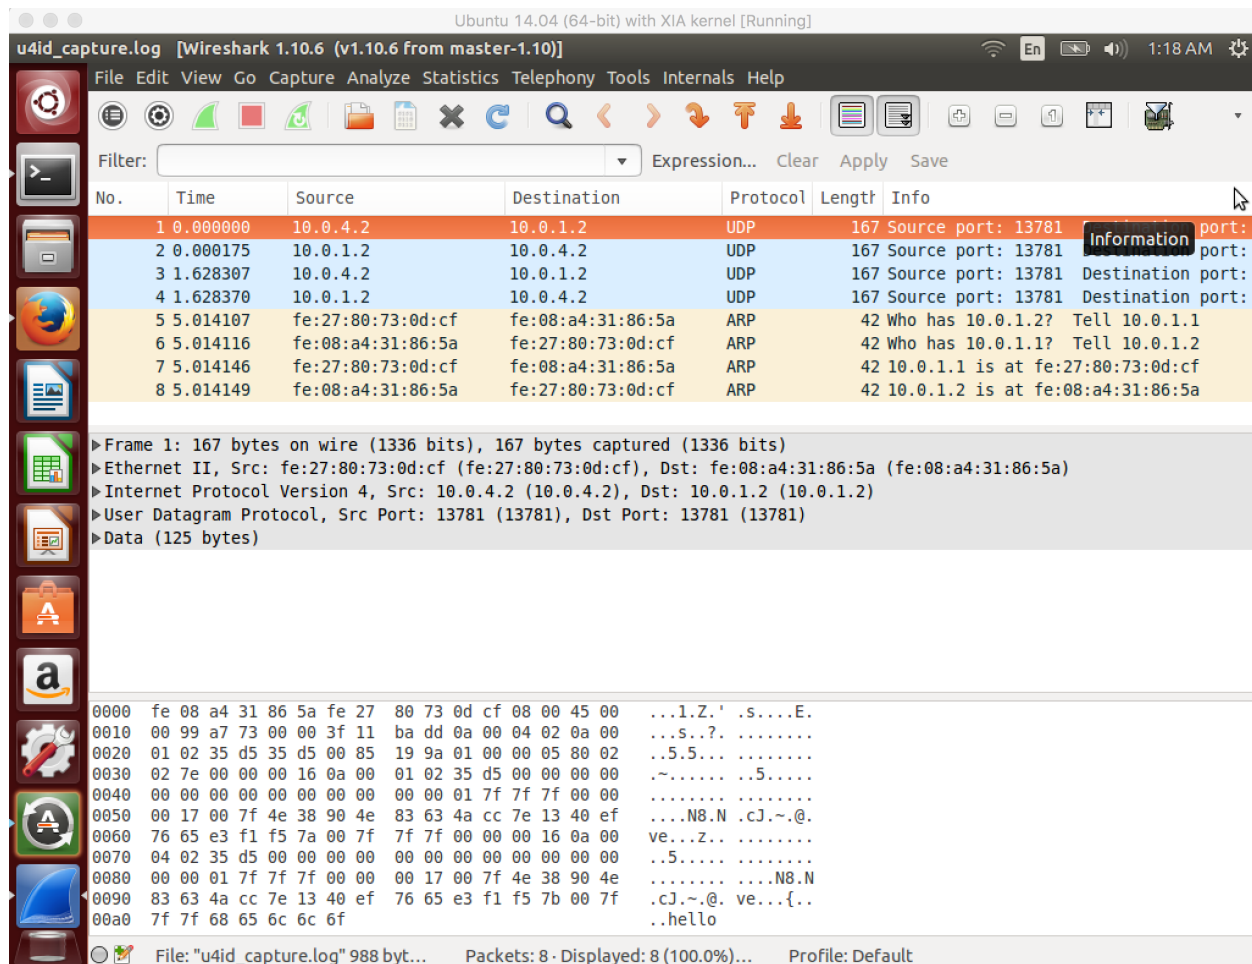 Ubuntu 14.04 (64-bit) with XIA kernel [Running]
u4id_capture.log [Wireshark 1.10.6 (v1.10.6 from master-1.10)] En 1:18 AM
File Edit View Go Capture Analyze Statistics Telephony Tools Internals Help
Filter: Expression... Clear Apply Save
No. Time Source Destination Protocol Length Info
1 0.000000 10.0.4.2 10.0.1.2 UDP 167 Source port: 13781 port:
Information
2 0.000175 10.0.1.2 10.0.4.2 UDP 167 Source port: 13781 Destination port:
3 1.628307 10.0.4.2 10.0.1.2 UDP 167 Source port: 13781 Destination port:
4 1.628370 10.0.1.2 10.0.4.2 UDP 167 Source port: 13781 Destination port:
5 5.014107 fe:27:80:73:0d:cf fe:08:a4:31:86:5a ARP 42 Who has 10.0.1.2? Tell 10.0.1.1
6 5.014116 fe:08:a4:31:86:5a fe:27:80:73:0d:cf ARP 42 Who has 10.0.1.1? Tell 10.0.1.2
7 5.014146 fe:27:80:73:0d:cf fe:08:a4:31:86:5a ARP 42 10.0.1.1 is at fe:27:80:73:0d:cf
8 5.014149 fe:08:a4:31:86:5a fe:27:80:73:0d:cf ARP 42 10.0.1.2 is at fe:08:a4:31:86:5a
Frame 1: 167 bytes on wire (1336 bits), 167 bytes captured (1336 bits)
Ethernet II, Src: fe:27:80:73:0d:cf (fe:27:80:73:0d:cf), Dst: fe:08:a4:31:86:5a (fe:08:a4:31:86:5a)
Internet Protocol Version 4, Src: 10.0.4.2 (10.0.4.2), Dst: 10.0.1.2 (10.0.1.2)
User Datagram Protocol, Src Port: 13781 (13781), Dst Port: 13781 (13781)
Data (125 bytes)
0000 fe 08 a4 31 86 5a fe 27 80 73 0d cf 08 00 45 00 ...1.Z.' .s....E.
0010 00 99 a7 73 00 00 3f 11 ba dd 0a 00 04 02 0a 00 ...s..?. ........
0020 01 02 35 d5 35 d5 00 85 19 9a 01 00 00 05 80 02 ..5.5... ........
0030 02 7e 00 00 00 16 0a 00 01 02 35 d5 00 00 00 00 .~...... ..5.....
0040 00 00 00 00 00 00 00 00 00 00 01 7f 7f 7f 00 00 ........ ........
0050 00 17 00 7f 4e 38 90 4e 83 63 4a cc 7e 13 40 ef ....N8.N .cJ.~.@.
0060 76 65 e3 f1 f5 7a 00 7f 7f 7f 00 00 00 16 0a 00 ve...z.. ........
0070 04 02 35 d5 00 00 00 00 00 00 00 00 00 00 00 00 ..5..... ........
0080 00 00 01 7f 7f 7f 00 00 00 17 00 7f 4e 38 90 4e ........ ....N8.N
0090 83 63 4a cc 7e 13 40 ef 76 65 e3 f1 f5 7b 00 7f .cJ.~.@. ve...{..
00a0 7f 7f 68 65 6c 6c 6f ..hello
File: "u4id_capture.log" 988 byt... Packets: 8 · Displayed: 8 (100.0%)... Profile: Default